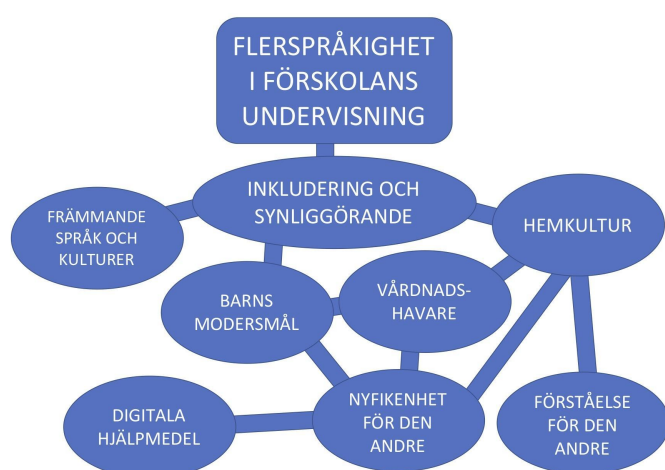 FLERSPRÅKIGHET
I FÖRSKOLANS
UNDERVISNING
INKLUDERING OCH
SYNLIGGÖRANDE
FRÄMMANDE
SPRÅK OCH
KULTURER
HEMKULTUR
BARNS
MODERSMÅL
VÅRDNADS-
HAVARE
DIGITALA
HJÄLPMEDEL
NYFIKENHET
FÖR DEN
ANDRE
FÖRSTÅELSE
FÖR DEN
ANDRE